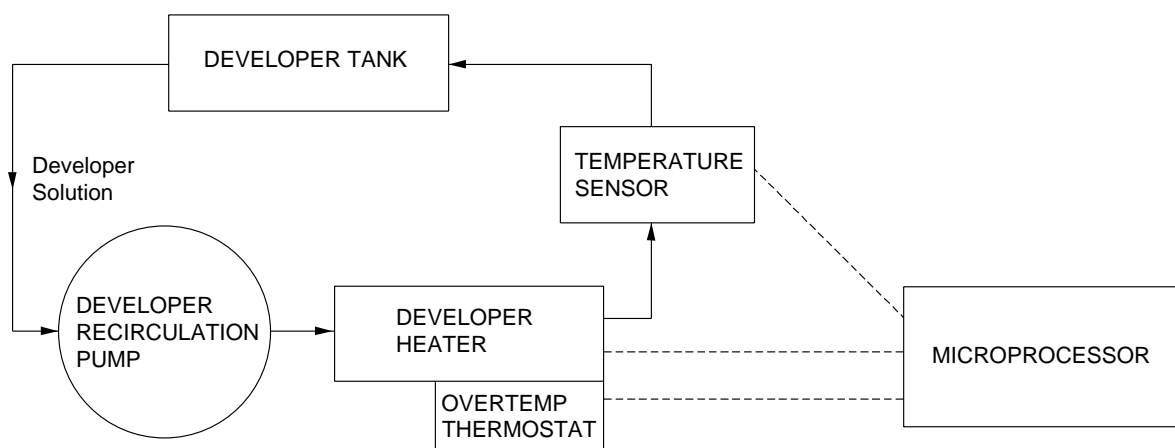 DEVELOPER TANK
Developer
Solution
TEMPERATURE
SENSOR
DEVELOPER
RECIRCULATION
PUMP
DEVELOPER
HEATER
OVERTEMP
THERMOSTAT
MICROPROCESSOR